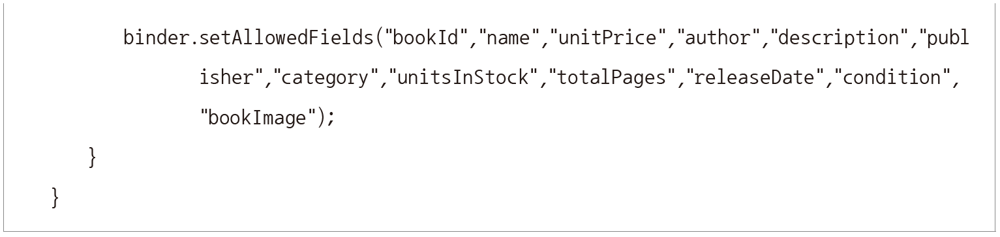 binder.setAllowedFields("bookId","name","unitPrice","author","description","publ
isher","category","unitsInStock","totalPages","releaseDate","condition",
"bookImage");
}
}